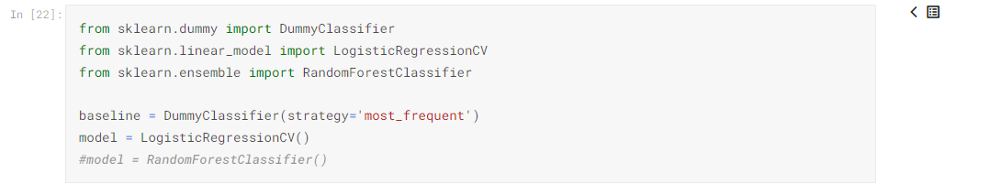 In [22]:
from sklearn.dummy import DummyClassifier
from sklearn.linear_model import LogisticRegressionCV
from sklearn.ensemble import RandomForestClassifier
baseline = DummyClassifier(strategy='most_frequent')
model = LogisticRegressionCV()
#model = RandomForestClassifier()